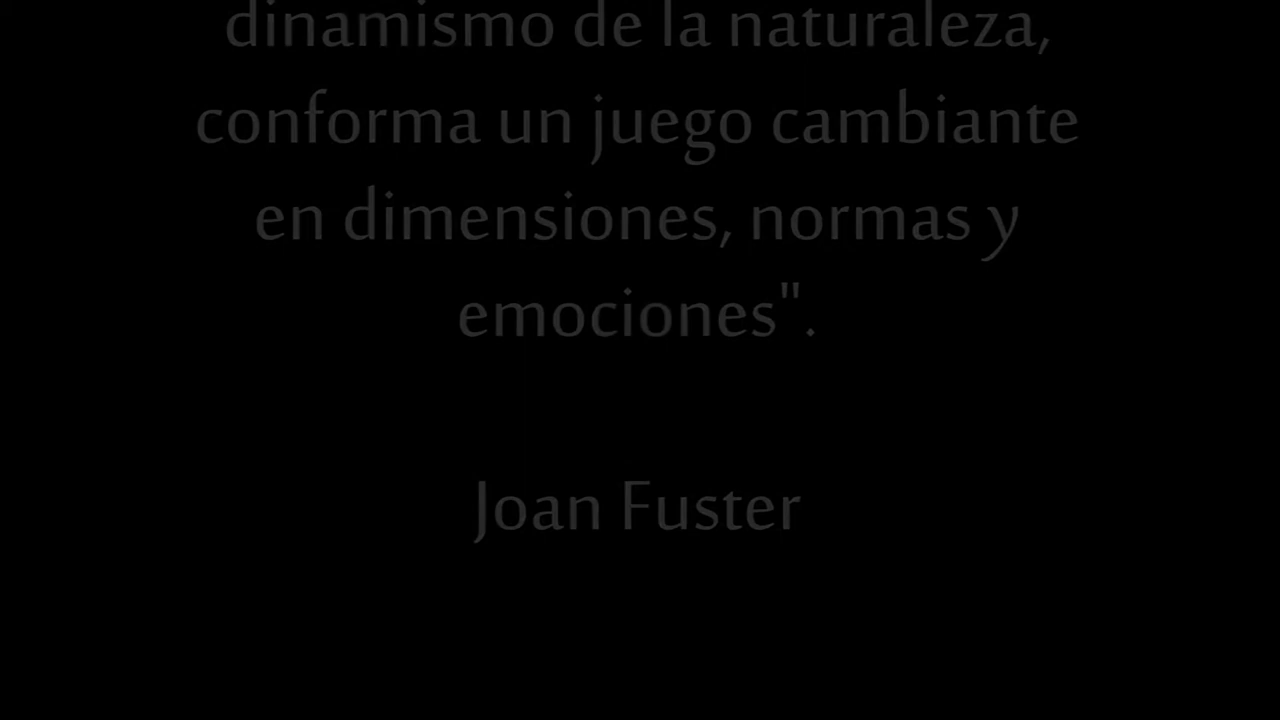 dinamismo de la naturaleza,
conforma un juego cambiante
en dimensiones, normas y
emociones".
Joan Fuster